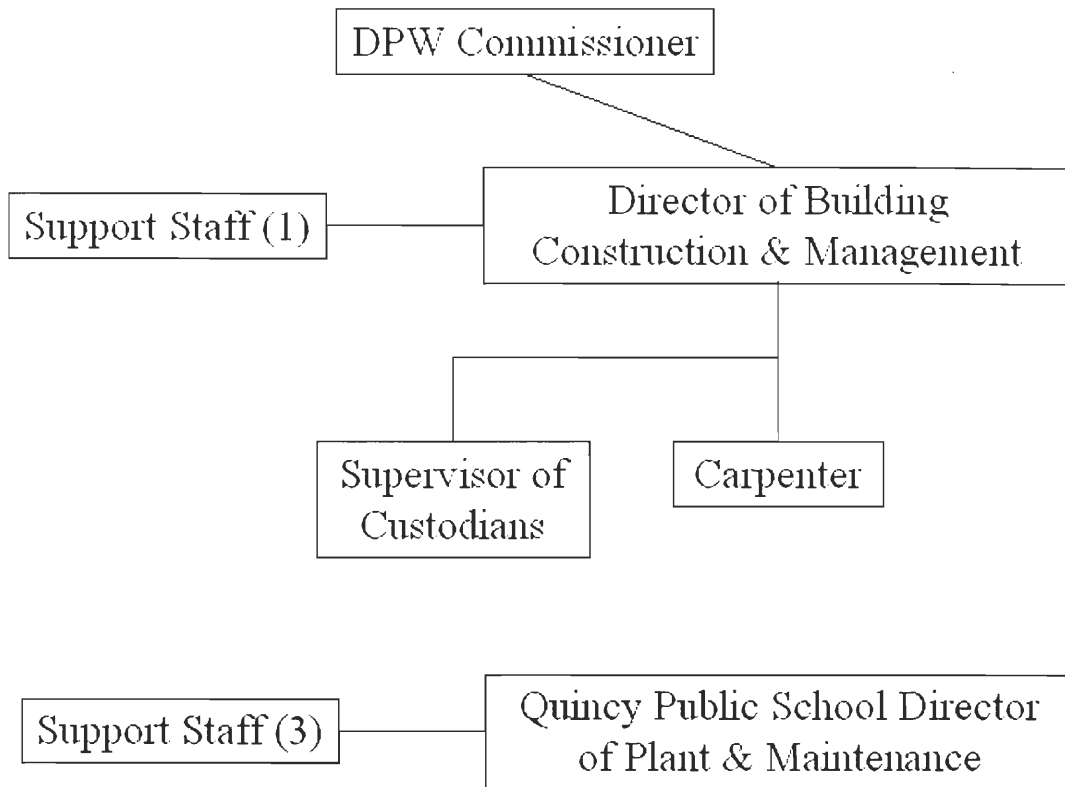 DPW Commissioner
Support Staff (1)
Director of Building
Construction & Management
Supervisor of
Custodians
Carpenter
Support Staff (3)
Quincy Public School Director
of Plant & Maintenance